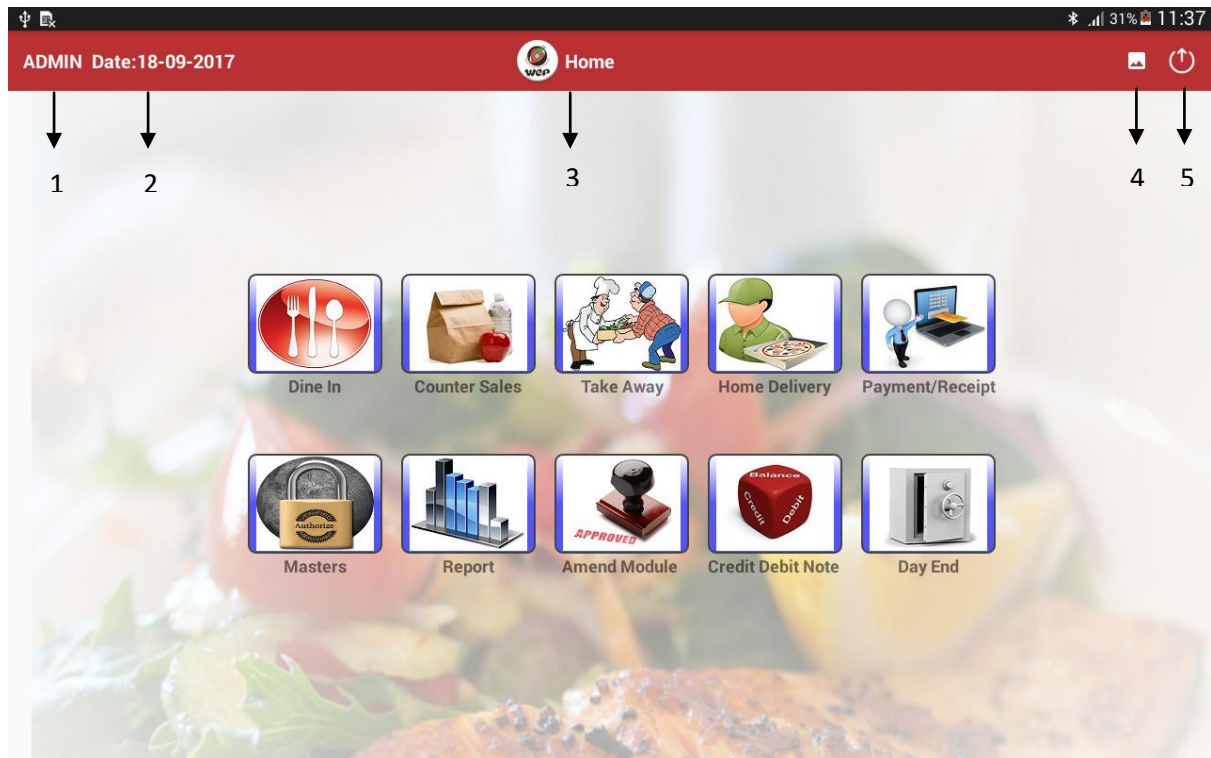 31% 11:37
ADMIN Date:18-09-2017 WeP Home
1 2 3 4 5
Dine In Counter Sales Take Away Home Delivery Payment/Receipt
Balance
Credit Debit
Authorize
APPROVED
Masters Report Amend Module Credit Debit Note Day End